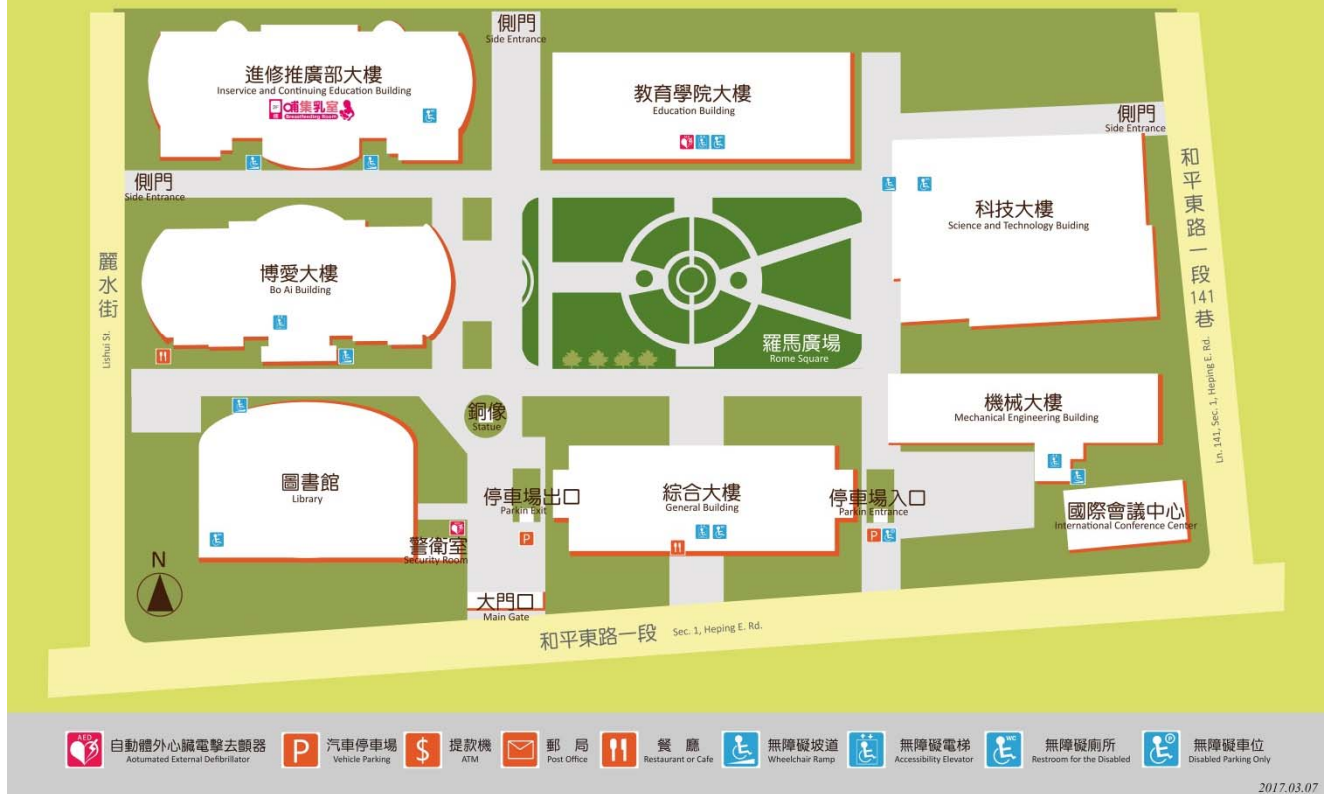 側門
Side Entrance
進修推廣部大樓
Inservice and Continuing Education Building
哺集乳室
Breastfeeding Room
教育學院大樓
Education Building
側門
Side Entrance
側門
Side Entrance
科技大樓
Science and Technology Buiding
和平東路一段141巷
Ln. 141, Sec. 1, Heping E. Rd.
麗水街
Lishui St.
博愛大樓
Bo Ai Building
羅馬廣場
Rome Square
銅像
Statue
機械大樓
Mechanical Engineering Building
圖書館
Library
停車場出口
Parkin Exit
P
綜合大樓
General Building
停車場入口
Parkin Entrance
P
國際會議中心
International Conference Center
警衛室
Security Room
N
大門口
Main Gate
和平東路一段 Sec. 1, Heping E. Rd.
AED
自動體外心臟電擊去顫器
Aotumated External Defibrillator
P
汽車停車場
Vehicle Parking
$
提款機
ATM
郵局
Post Office
餐廳
Restaurant or Cafe
無障礙坡道
Wheelchair Ramp
無障礙電梯
Accessibility Elevator
WC
無障礙廁所
Restroom for the Disabled
P
無障礙車位
Disabled Parking Only
2017.03.07